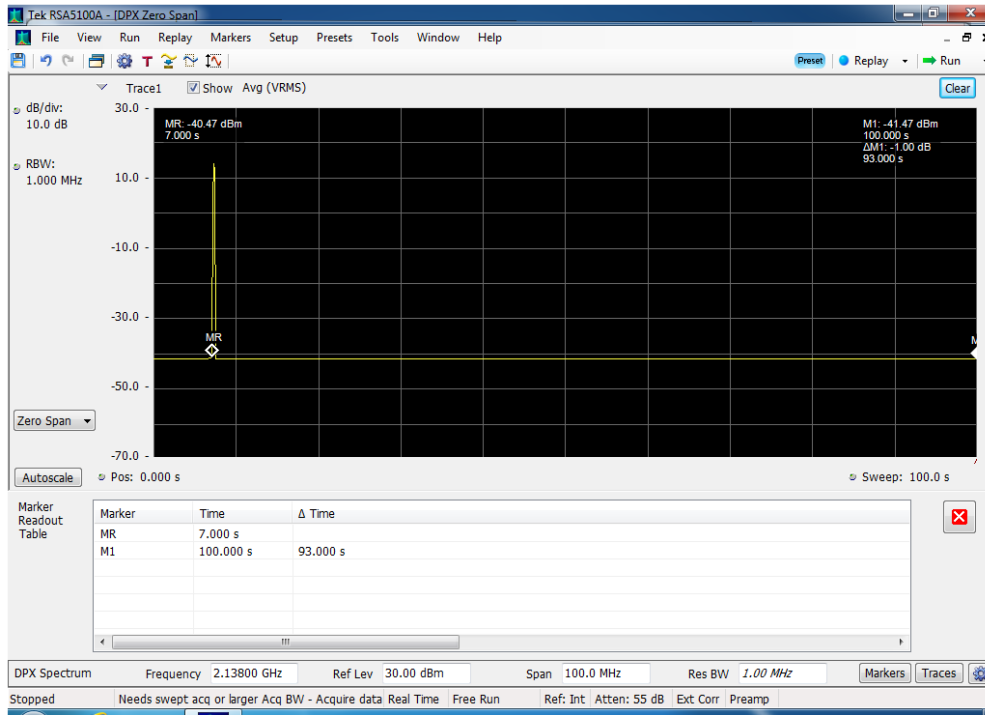 Tek RSA5100A - [DPX Zero Span]
File View Run Replay Markers Setup Presets Tools Window Help
T Preset Replay Run
Trace1 Show Avg (VRMS) Clear
dB/div:
10.0 dB
RBW:
1.000 MHz
30.0 -
10.0 -
-10.0 -
-30.0 -
-50.0 -
-70.0 -
MR: -40.47 dBm
7.000 s
M1: -41.47 dBm
100.000 s
ΔM1: -1.00 dB
93.000 s
MR
M
Zero Span
Autoscale Pos: 0.000 s Sweep: 100.0 s
Marker
Readout
Table
Marker Time Δ Time
MR 7.000 s
M1 100.000 s 93.000 s
DPX Spectrum Frequency 2.13800 GHz Ref Lev 30.00 dBm Span 100.0 MHz Res BW 1.00 MHz Markers Traces
Stopped Needs swept acq or larger Acq BW - Acquire data Real Time Free Run Ref: Int Atten: 55 dB Ext Corr Preamp